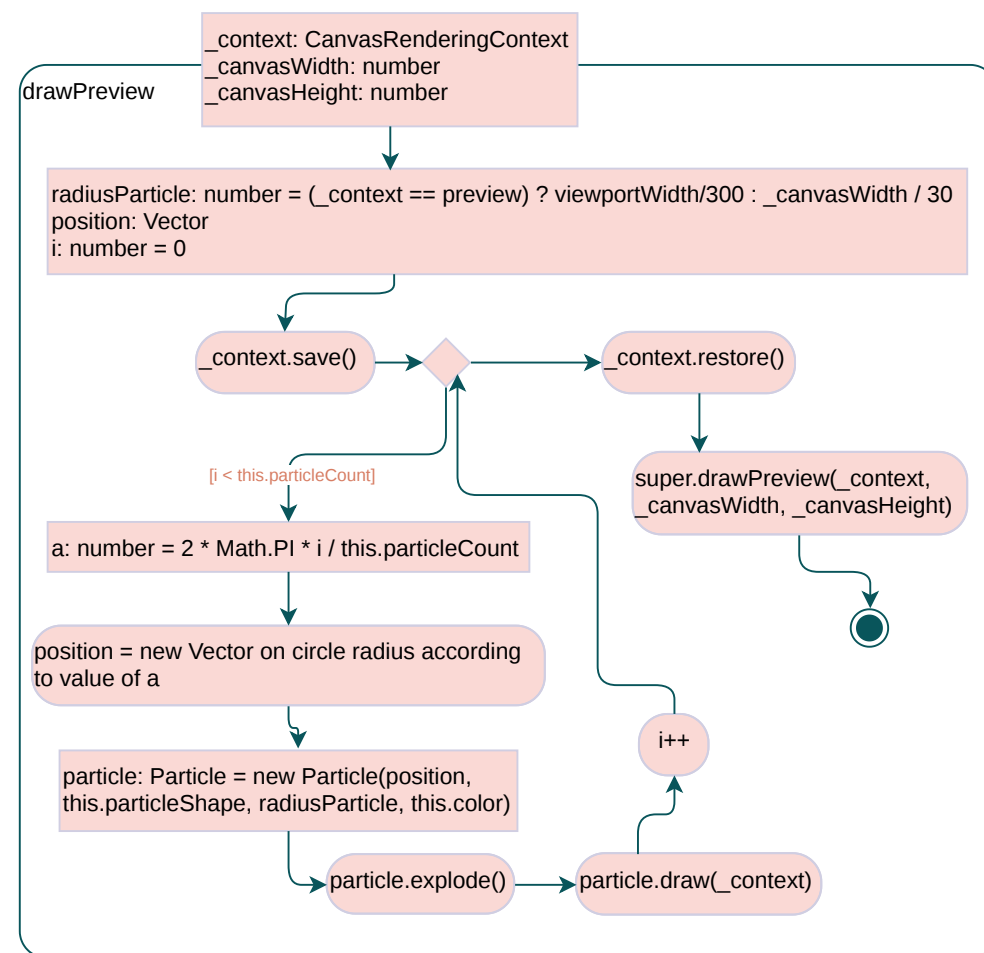 _context: CanvasRenderingContext
_canvasWidth: number
_canvasHeight: number
drawPreview
radiusParticle: number = (_context == preview) ? viewportWidth/300 : _canvasWidth / 30
position: Vector
i: number = 0
_context.save()
_context.restore()
[i < this.particleCount]
super.drawPreview(_context,
_canvasWidth, _canvasHeight)
a: number = 2 * Math.PI * i / this.particleCount
position = new Vector on circle radius according
to value of a
i++
particle: Particle = new Particle(position,
this.particleShape, radiusParticle, this.color)
particle.explode()
particle.draw(_context)